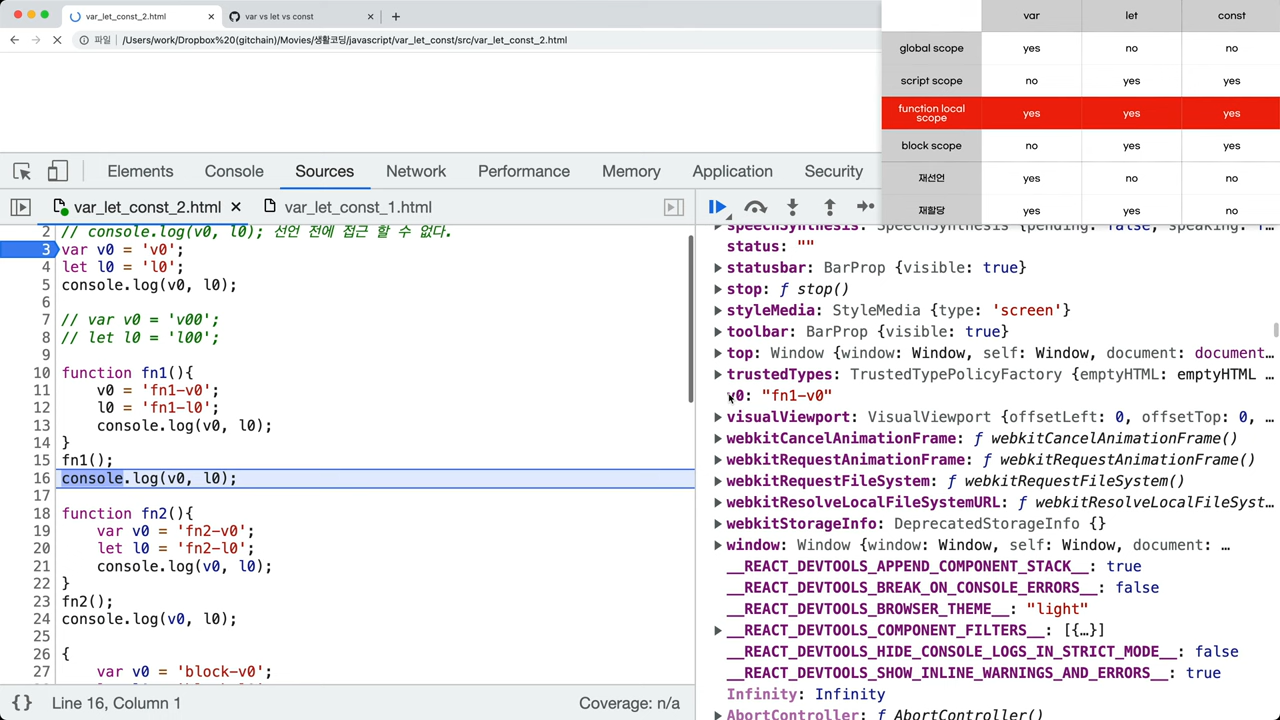 var_let_const_2.html
var vs let vs const
파일
/Users/work/Dropbox%20(gitchain)/Movies/생활코딩/javascript/var_let_const/src/var_let_const_2.html
var let const
global scope yes no no
script scope no yes yes
function local scope yes yes yes
block scope no yes yes
재선언 yes no no
재할당 yes yes no
Elements Console Sources Network Performance Memory Application Security
var_let_const_2.html var_let_const_1.html
2 // console.log(v0, l0); 선언 전에 접근 할 수 없다.
3 var v0 = 'v0';
4 let l0 = 'l0';
5 console.log(v0, l0);
6
7 // var v0 = 'v00';
8 // let l0 = 'l00';
9
10 function fn1(){
11 v0 = 'fn1-v0';
12 l0 = 'fn1-l0';
13 console.log(v0, l0);
14 }
15 fn1();
16 console.log(v0, l0);
17
18 function fn2(){
19 var v0 = 'fn2-v0';
20 let l0 = 'fn2-l0';
21 console.log(v0, l0);
22 }
23 fn2();
24 console.log(v0, l0);
25
26 {
27 var v0 = 'block-v0';
{} Line 16, Column 1 Coverage: n/a
speechSynthesis: SpeechSynthesis {pending: false, speaking: f…
status: ""
statusbar: BarProp {visible: true}
stop: ƒ stop()
styleMedia: StyleMedia {type: 'screen'}
toolbar: BarProp {visible: true}
top: Window {window: Window, self: Window, document: document…
trustedTypes: TrustedTypePolicyFactory {emptyHTML: emptyHTML …
v0: "fn1-v0"
visualViewport: VisualViewport {offsetLeft: 0, offsetTop: 0, …
webkitCancelAnimationFrame: ƒ webkitCancelAnimationFrame()
webkitRequestAnimationFrame: ƒ webkitRequestAnimationFrame()
webkitRequestFileSystem: ƒ webkitRequestFileSystem()
webkitResolveLocalFileSystemURL: ƒ webkitResolveLocalFileSyst…
webkitStorageInfo: DeprecatedStorageInfo {}
window: Window {window: Window, self: Window, document: …
__REACT_DEVTOOLS_APPEND_COMPONENT_STACK__: true
__REACT_DEVTOOLS_BREAK_ON_CONSOLE_ERRORS__: false
__REACT_DEVTOOLS_BROWSER_THEME__: "light"
__REACT_DEVTOOLS_COMPONENT_FILTERS__: [{…}]
__REACT_DEVTOOLS_HIDE_CONSOLE_LOGS_IN_STRICT_MODE__: false
__REACT_DEVTOOLS_SHOW_INLINE_WARNINGS_AND_ERRORS__: true
Infinity: Infinity
AbortController: ƒ AbortController()